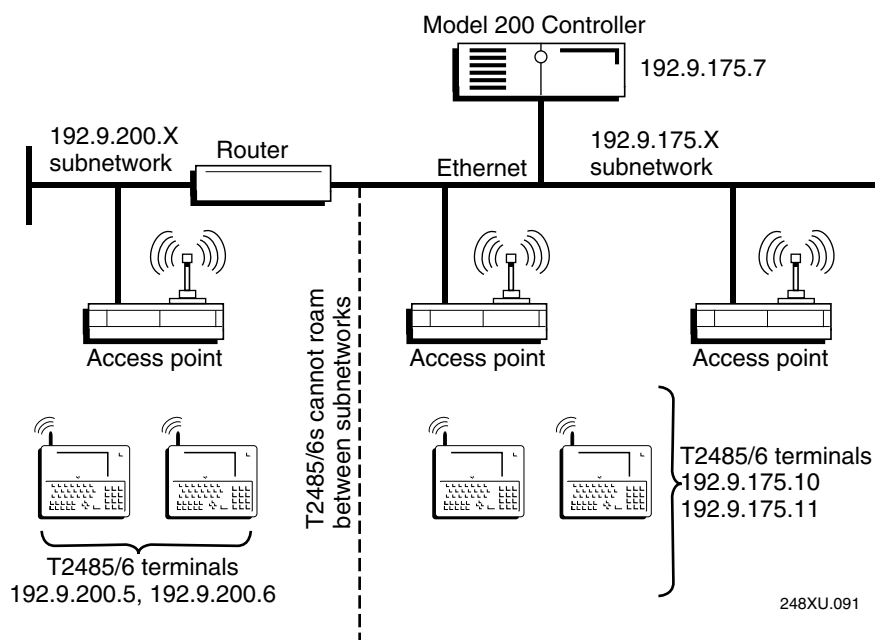 Model 200 Controller
192.9.175.7
192.9.200.X
subnetwork
Router
Ethernet
192.9.175.X
subnetwork
Access point
T2485/6s cannot roam
between subnetworks
Access point
Access point
T2485/6 terminals
192.9.200.5, 192.9.200.6
T2485/6 terminals
192.9.175.10
192.9.175.11
248XU.091